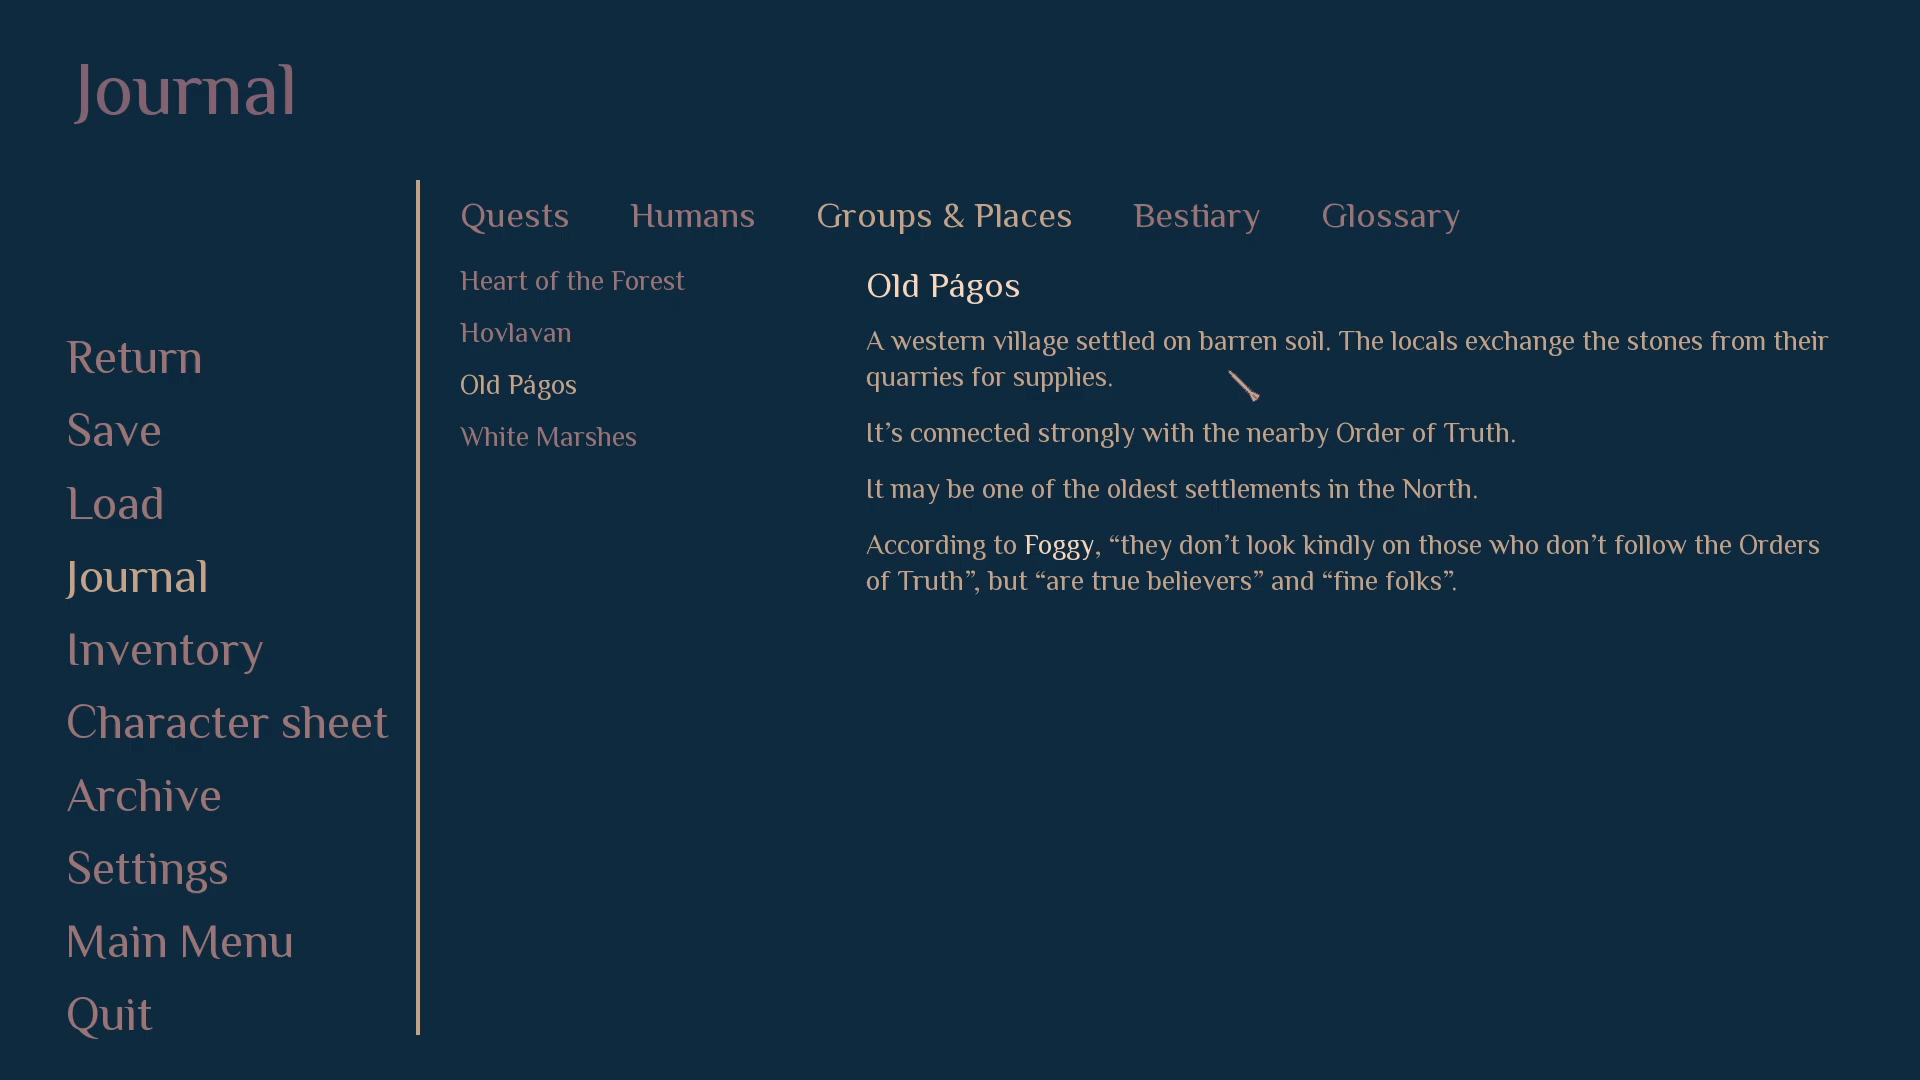 Journal
Quests Humans Groups & Places Bestiary Glossary
Heart of the Forest
Hovlavan
Old Págos
White Marshes
Old Págos
A western village settled on barren soil. The locals exchange the stones from their
quarries for supplies.
It’s connected strongly with the nearby Order of Truth.
It may be one of the oldest settlements in the North.
According to Foggy, “they don’t look kindly on those who don’t follow the Orders
of Truth”, but “are true believers” and “fine folks”.
Return
Save
Load
Journal
Inventory
Character sheet
Archive
Settings
Main Menu
Quit